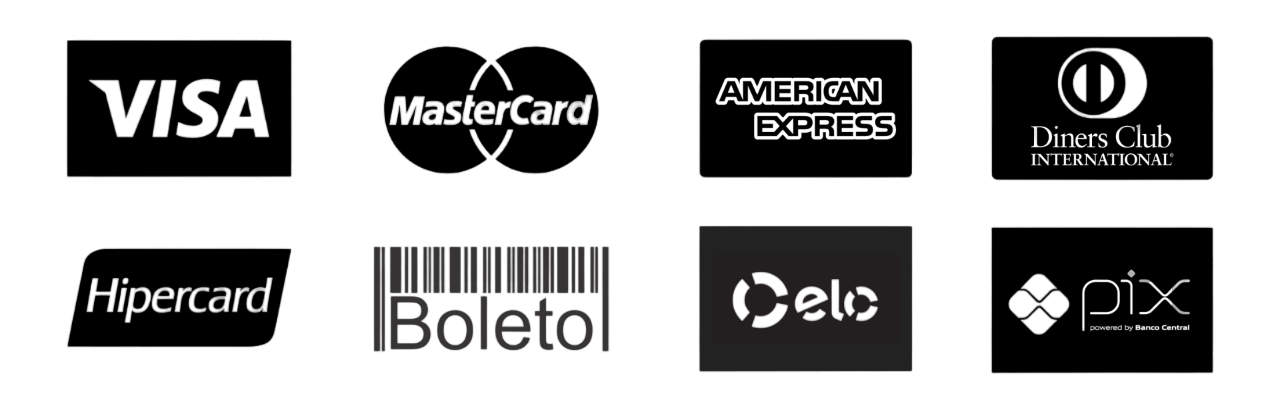 VISA
MasterCard
AMERICAN
EXPRESS
Diners Club
INTERNATIONAL®
Hipercard
Boleto
elo
pix
powered by Banco Central